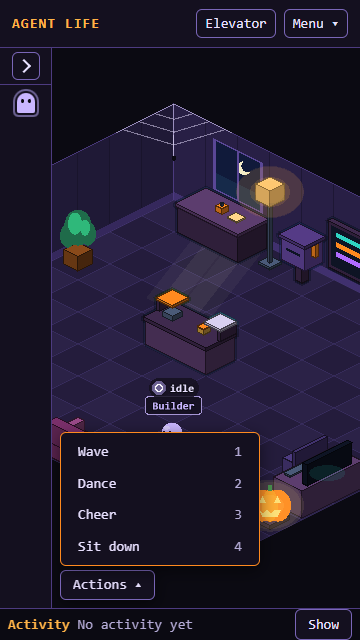 AGENT LIFE
Elevator
Menu ▾
idle
Builder
Wave 1
Dance 2
Cheer 3
Sit down 4
Actions ▴
Activity No activity yet
Show